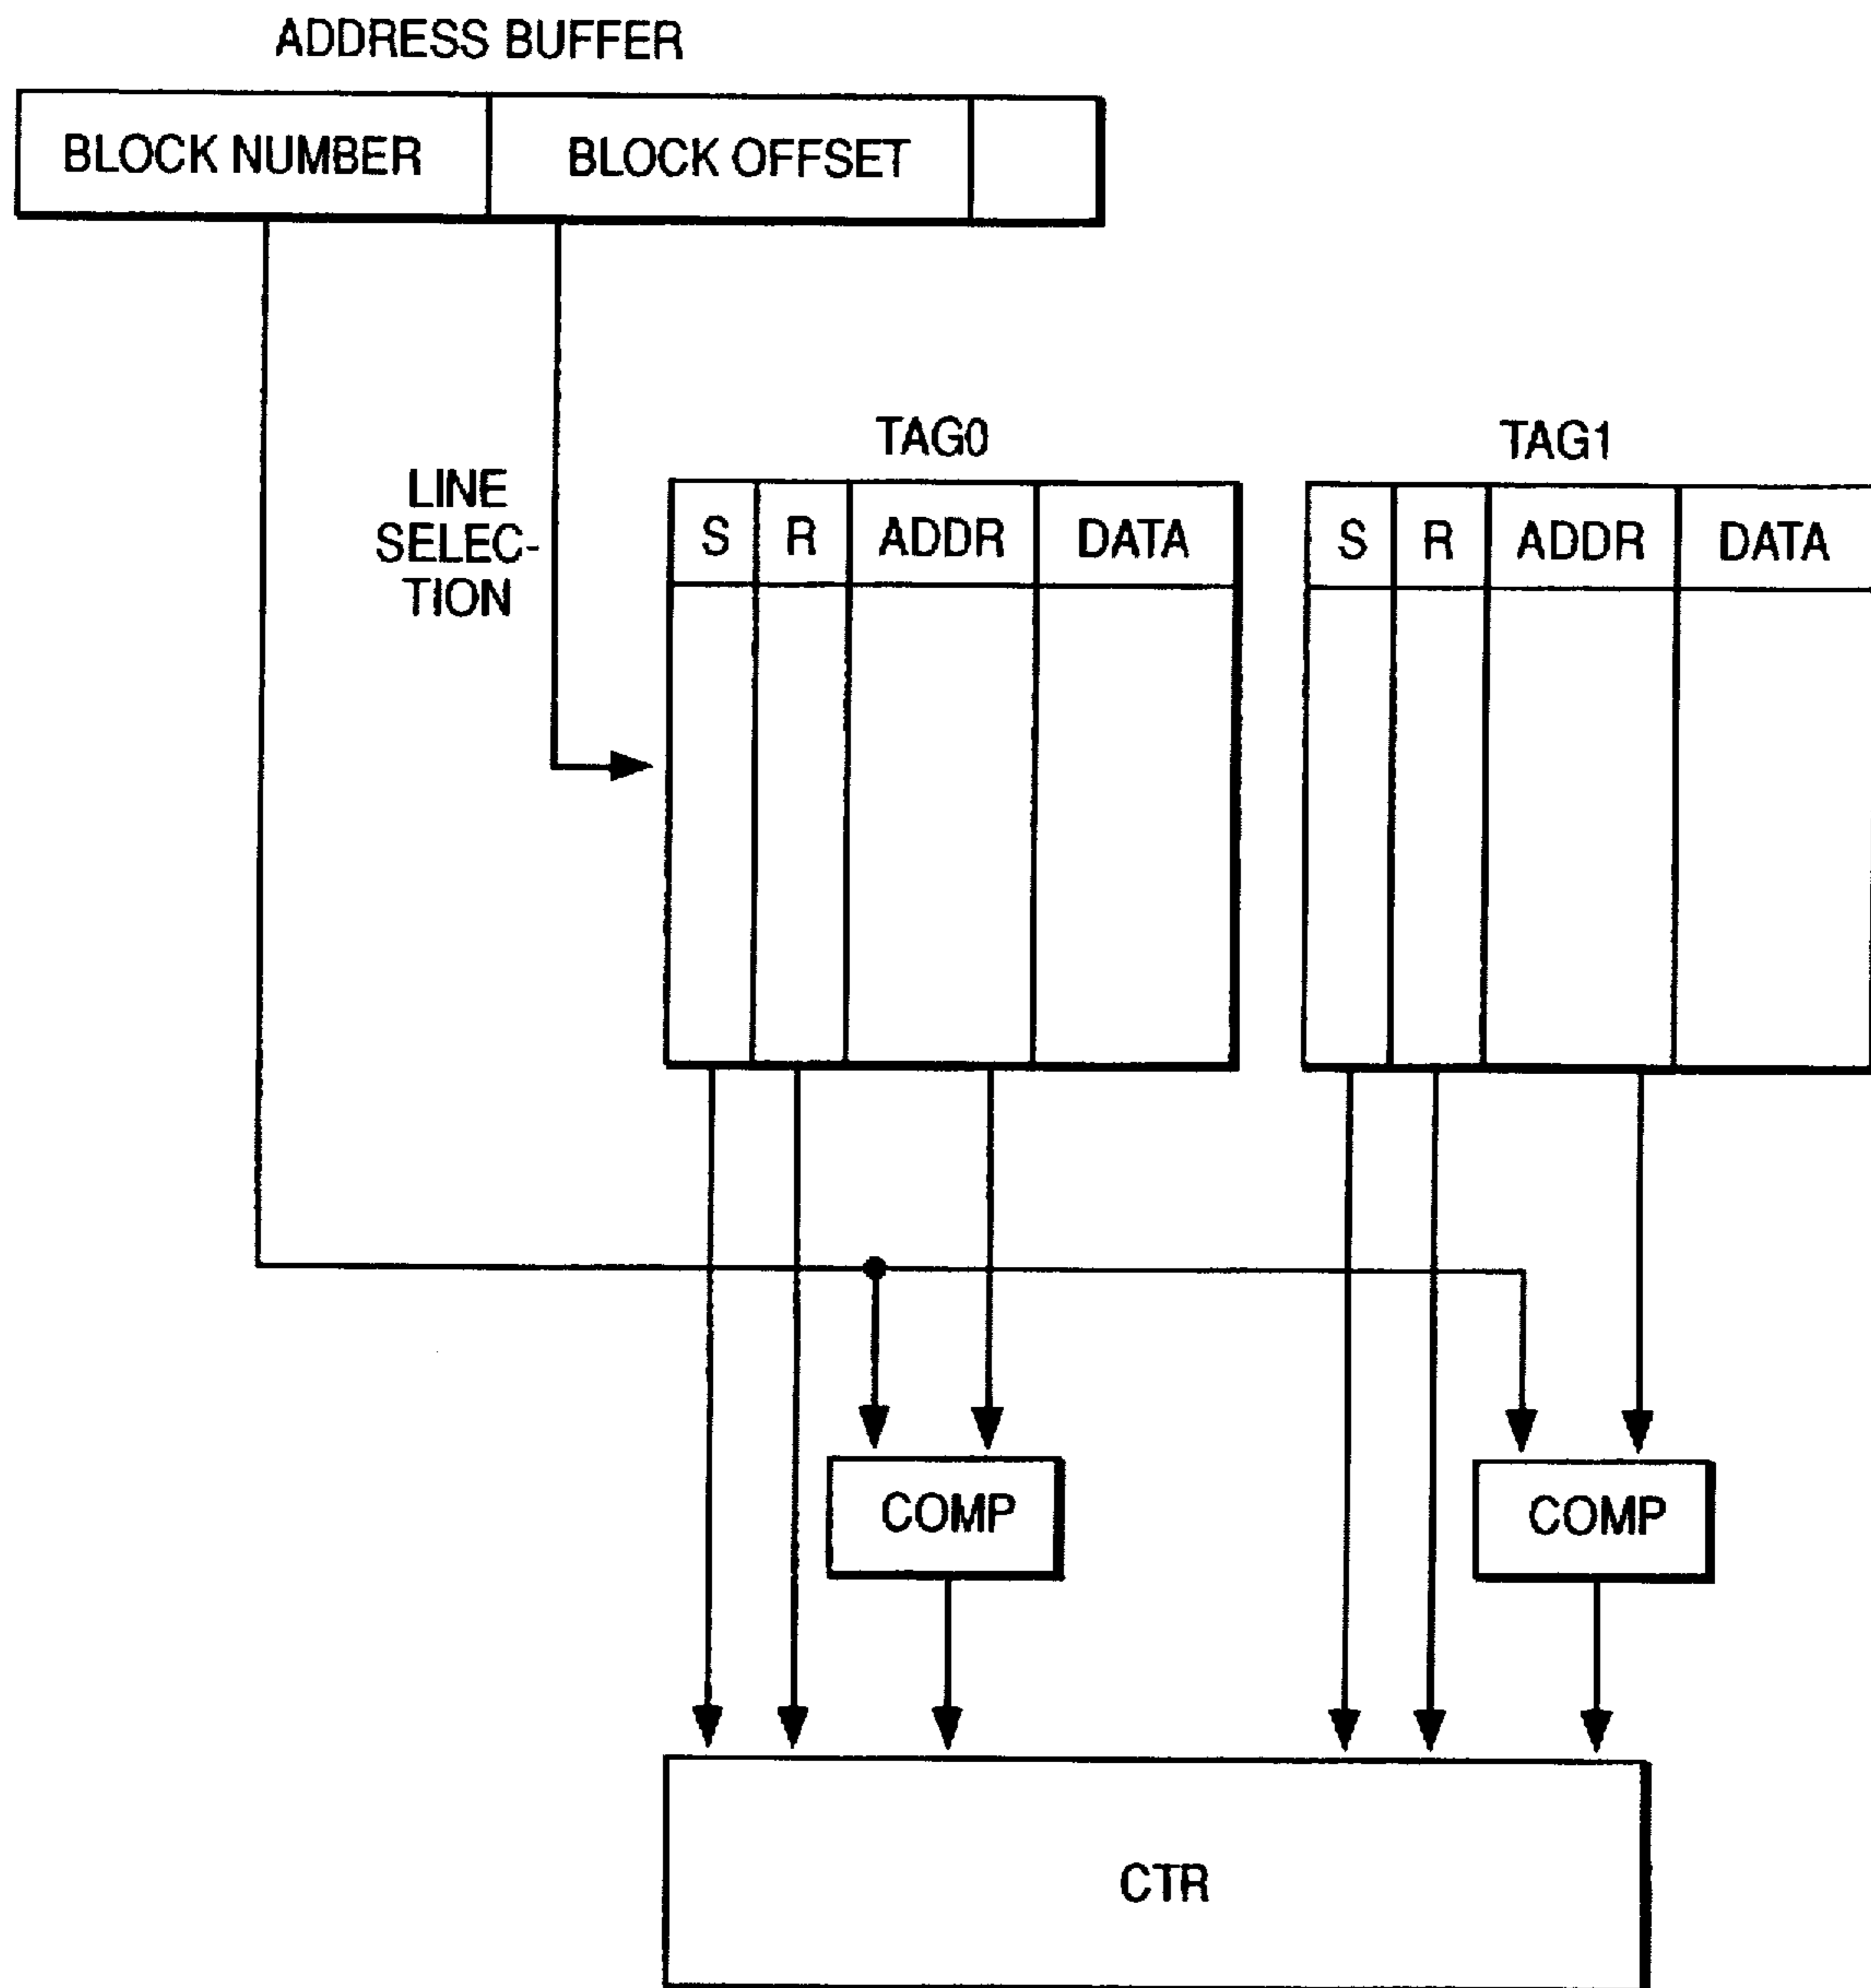 ADDRESS BUFFER
BLOCK NUMBER
BLOCK OFFSET
LINE
SELEC-
TION
TAG0
TAG1
S R ADDR DATA
S R ADDR DATA
COMP
COMP
CTR